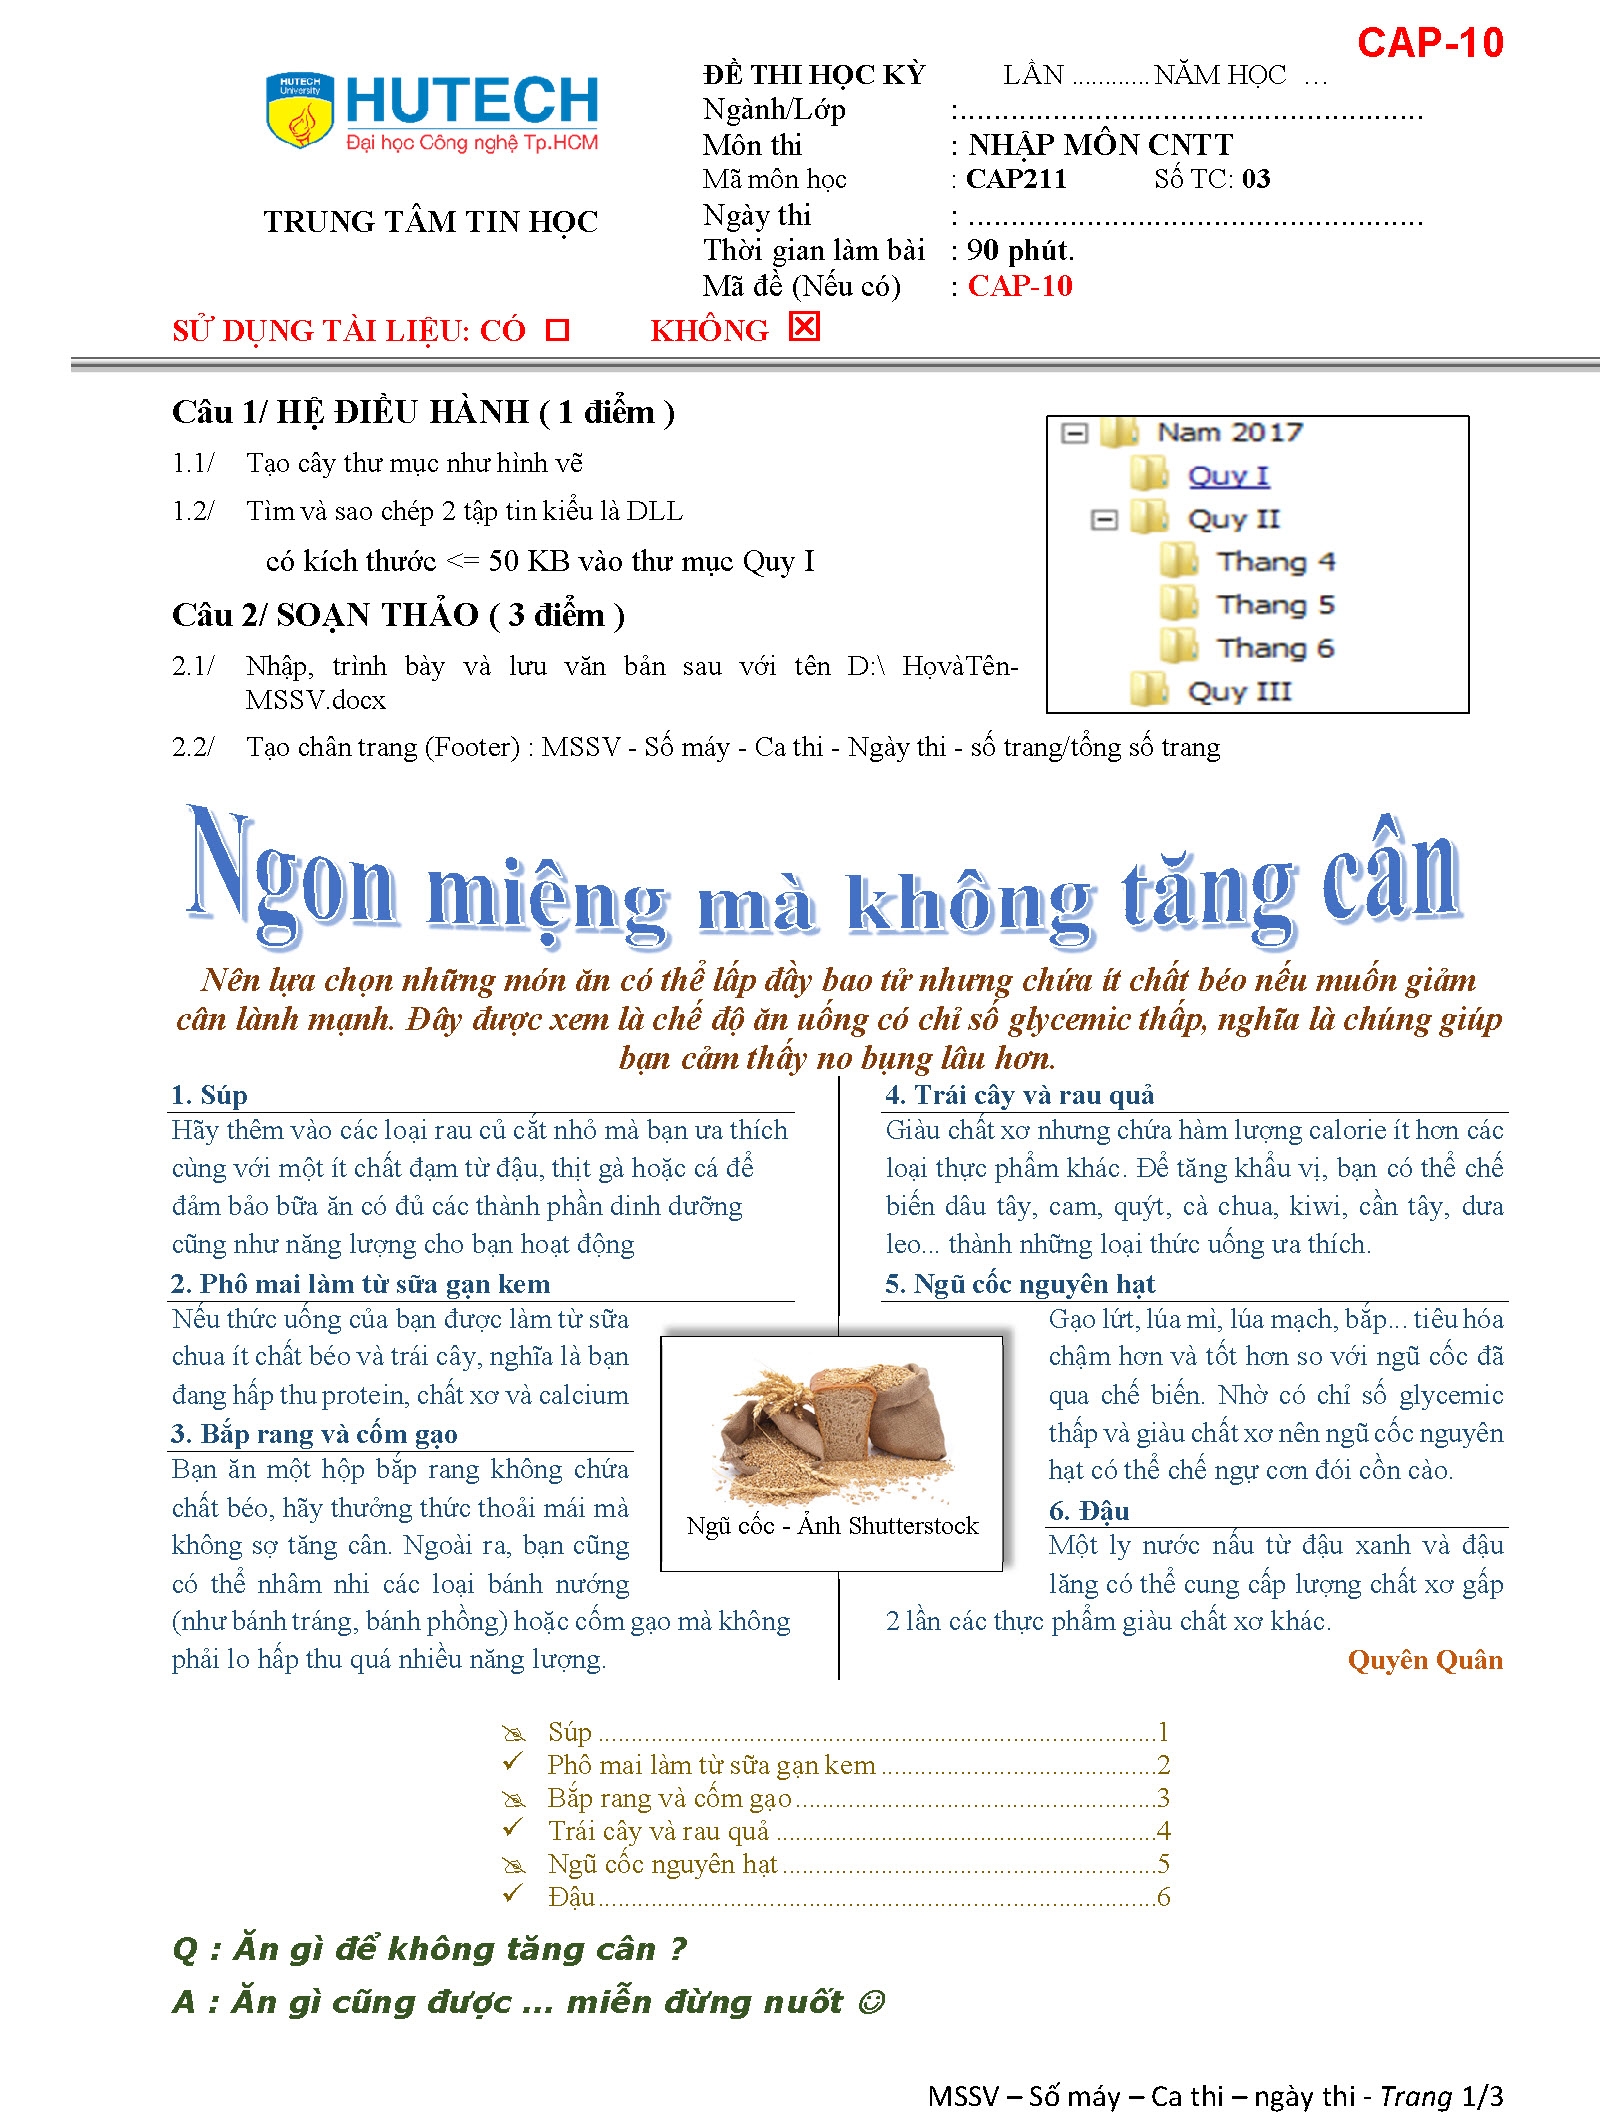 CAP-10
HUTECH University
HUTECH
Đại học Công nghệ Tp.HCM
TRUNG TÂM TIN HỌC
ĐỀ THI HỌC KỲ LẦN ............ NĂM HỌC …
Ngành/Lớp :......................................................
Môn thi : NHẬP MÔN CNTT
Mã môn học : CAP211 Số TC: 03
Ngày thi : .....................................................
Thời gian làm bài : 90 phút.
Mã đề (Nếu có) : CAP-10
SỬ DỤNG TÀI LIỆU: CÓ ☐ KHÔNG ☒
Câu 1/ HỆ ĐIỀU HÀNH ( 1 điểm )
1.1/ Tạo cây thư mục như hình vẽ
1.2/ Tìm và sao chép 2 tập tin kiểu là DLL
có kích thước <= 50 KB vào thư mục Quy I
Nam 2017
Quy I
Quy II
Thang 4
Thang 5
Thang 6
Quy III
Câu 2/ SOẠN THẢO ( 3 điểm )
2.1/ Nhập, trình bày và lưu văn bản sau với tên D:\ HọvàTên-
MSSV.docx
2.2/ Tạo chân trang (Footer) : MSSV - Số máy - Ca thi - Ngày thi - số trang/tổng số trang
Ngon miệng mà không tăng cân
Nên lựa chọn những món ăn có thể lấp đầy bao tử nhưng chứa ít chất béo nếu muốn giảm
cân lành mạnh. Đây được xem là chế độ ăn uống có chỉ số glycemic thấp, nghĩa là chúng giúp
bạn cảm thấy no bụng lâu hơn.
1. Súp
Hãy thêm vào các loại rau củ cắt nhỏ mà bạn ưa thích
cùng với một ít chất đạm từ đậu, thịt gà hoặc cá để
đảm bảo bữa ăn có đủ các thành phần dinh dưỡng
cũng như năng lượng cho bạn hoạt động
2. Phô mai làm từ sữa gạn kem
Nếu thức uống của bạn được làm từ sữa
chua ít chất béo và trái cây, nghĩa là bạn
đang hấp thu protein, chất xơ và calcium
3. Bắp rang và cốm gạo
Bạn ăn một hộp bắp rang không chứa
chất béo, hãy thưởng thức thoải mái mà
không sợ tăng cân. Ngoài ra, bạn cũng
có thể nhâm nhi các loại bánh nướng
(như bánh tráng, bánh phồng) hoặc cốm gạo mà không
phải lo hấp thu quá nhiều năng lượng.
Ngũ cốc - Ảnh Shutterstock
4. Trái cây và rau quả
Giàu chất xơ nhưng chứa hàm lượng calorie ít hơn các
loại thực phẩm khác. Để tăng khẩu vị, bạn có thể chế
biến dâu tây, cam, quýt, cà chua, kiwi, cần tây, dưa
leo... thành những loại thức uống ưa thích.
5. Ngũ cốc nguyên hạt
Gạo lứt, lúa mì, lúa mạch, bắp... tiêu hóa
chậm hơn và tốt hơn so với ngũ cốc đã
qua chế biến. Nhờ có chỉ số glycemic
thấp và giàu chất xơ nên ngũ cốc nguyên
hạt có thể chế ngự cơn đói cồn cào.
6. Đậu
Một ly nước nấu từ đậu xanh và đậu
lăng có thể cung cấp lượng chất xơ gấp
2 lần các thực phẩm giàu chất xơ khác.
Quyên Quân
Súp ....................................................................................1
✓ Phô mai làm từ sữa gạn kem ..........................................2
Bắp rang và cốm gạo.......................................................3
✓ Trái cây và rau quả ..........................................................4
Ngũ cốc nguyên hạt .........................................................5
✓ Đậu.....................................................................................6
Q : Ăn gì để không tăng cân ?
A : Ăn gì cũng được … miễn đừng nuốt ☺
MSSV – Số máy – Ca thi – ngày thi - Trang 1/3